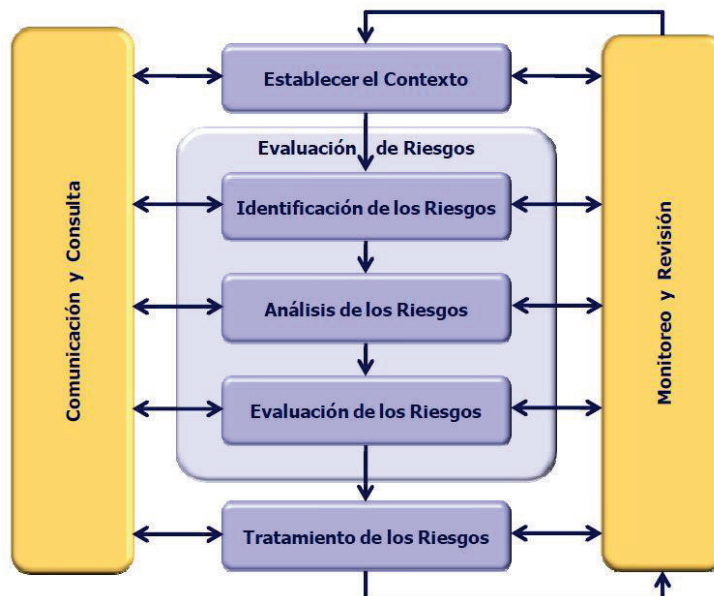 Establecer el Contexto
Evaluación de Riesgos
Identificación de los Riesgos
Análisis de los Riesgos
Evaluación de los Riesgos
Tratamiento de los Riesgos
Comunicación y Consulta
Monitoreo y Revisión